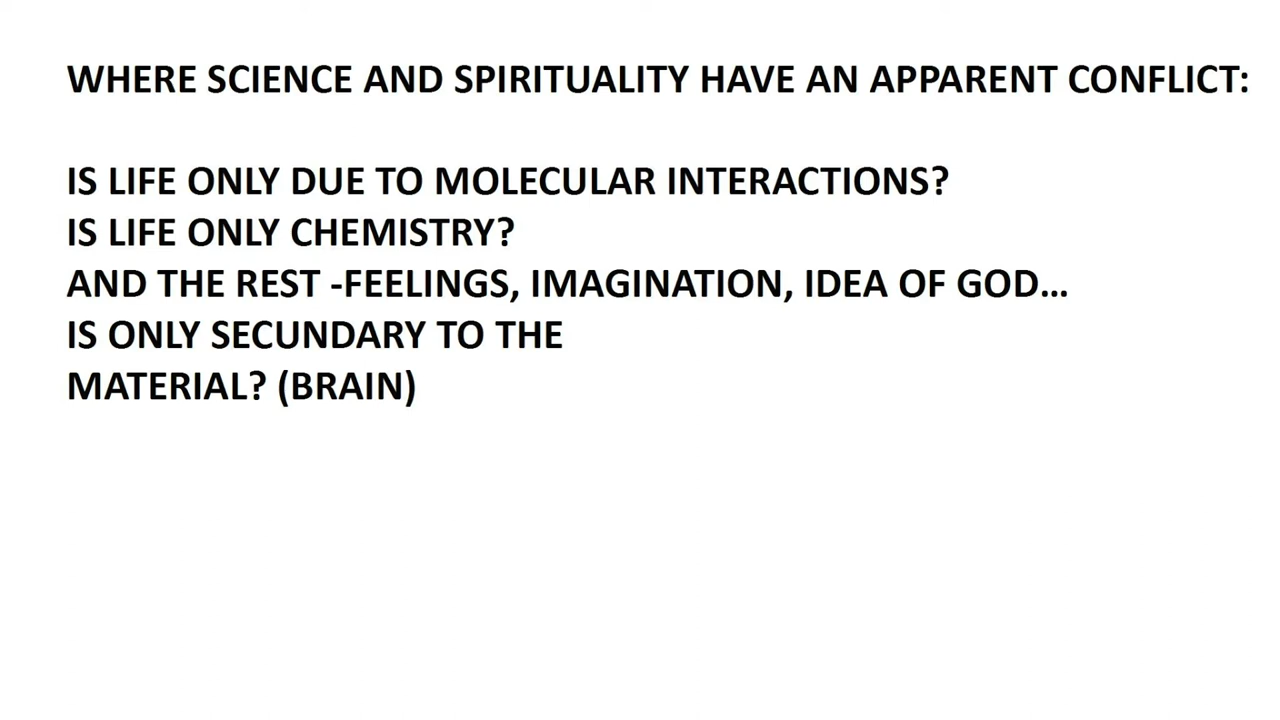 WHERE SCIENCE AND SPIRITUALITY HAVE AN APPARENT CONFLICT:
IS LIFE ONLY DUE TO MOLECULAR INTERACTIONS?
IS LIFE ONLY CHEMISTRY?
AND THE REST -FEELINGS, IMAGINATION, IDEA OF GOD…
IS ONLY SECUNDARY TO THE
MATERIAL? (BRAIN)